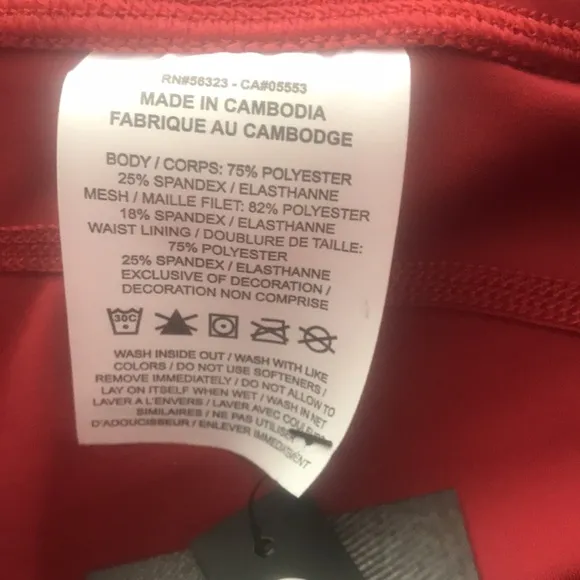 RN#56323 - CA#05553
MADE IN CAMBODIA
FABRIQUE AU CAMBODGE
BODY / CORPS: 75% POLYESTER
25% SPANDEX / ELASTHANNE
MESH / MAILLE FILET: 82% POLYESTER
18% SPANDEX / ELASTHANNE
WAIST LINING / DOUBLURE DE TAILLE:
75% POLYESTER
25% SPANDEX / ELASTHANNE
EXCLUSIVE OF DECORATION /
DECORATION NON COMPRISE
30C
WASH INSIDE OUT / WASH WITH LIKE
COLORS / DO NOT USE SOFTENERS /
REMOVE IMMEDIATELY / DO NOT ALLOW TO
LAY ON ITSELF WHEN WET / WASH IN NET
LAVER A L'ENVERS / LAVER AVEC COULEURS
SIMILAIRES / NE PAS UTILISER
D'ADOUCISSEUR / ENLEVER IMMEDIATEMENT